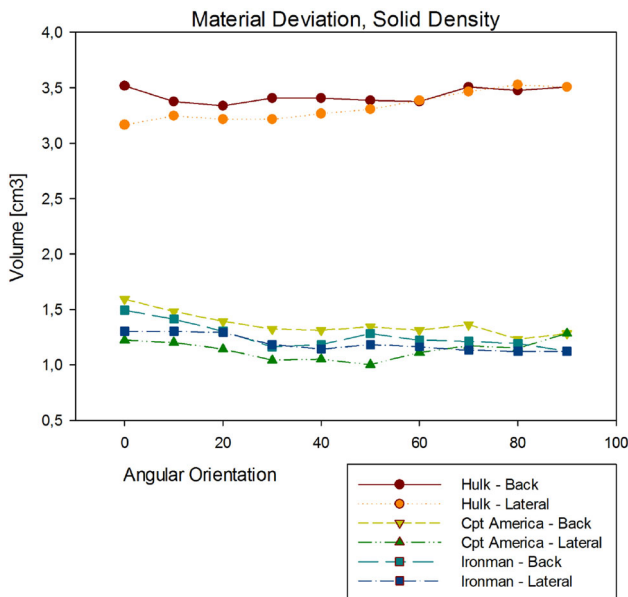 Material Deviation, Solid Density
4,0
3,5
3,0
2,5
2,0
1,5
1,0
0,5
Volume [cm3]
0 20 40 60 80 100
Angular Orientation
Hulk - Back
Hulk - Lateral
Cpt America - Back
Cpt America - Lateral
Ironman - Back
Ironman - Lateral